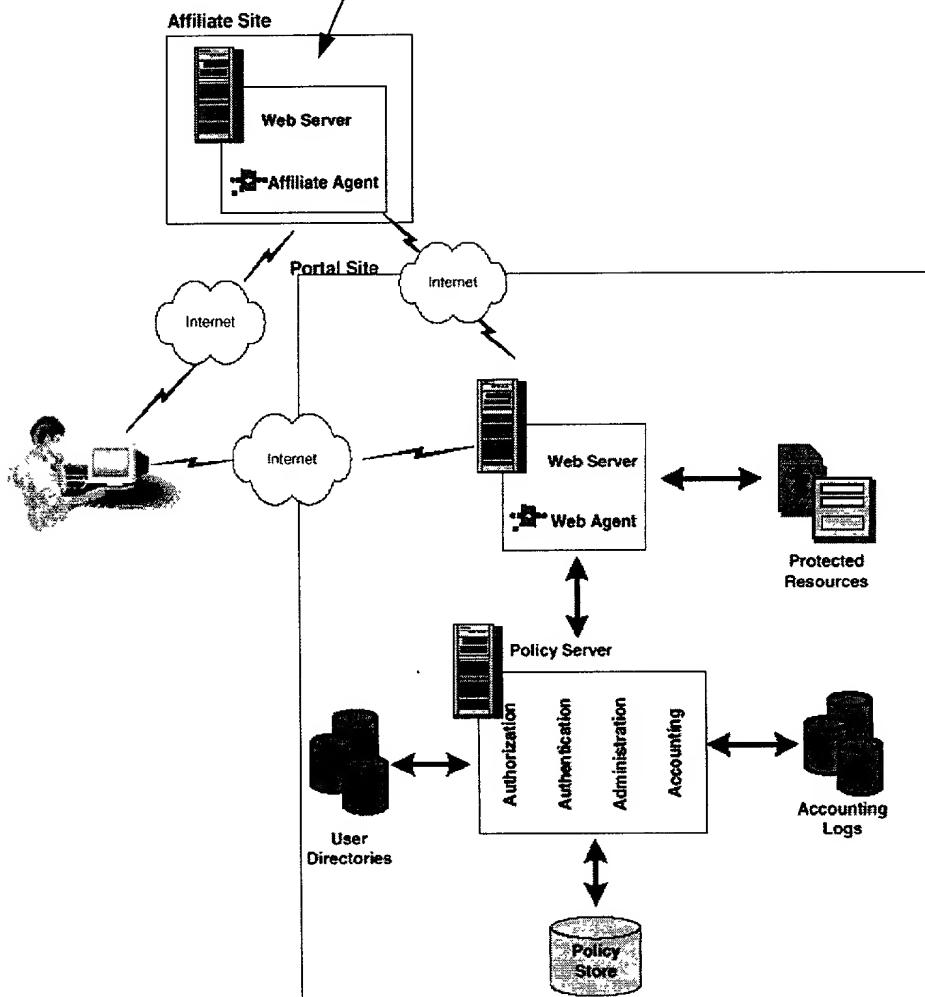 Affiliate Site
Web Server
Affiliate Agent
Portal Site
Internet
Internet
Internet
Web Server
Web Agent
Protected
Resources
Policy Server
Authorization
Authentication
Administration
Accounting
User
Directories
Accounting
Logs
Policy
Store